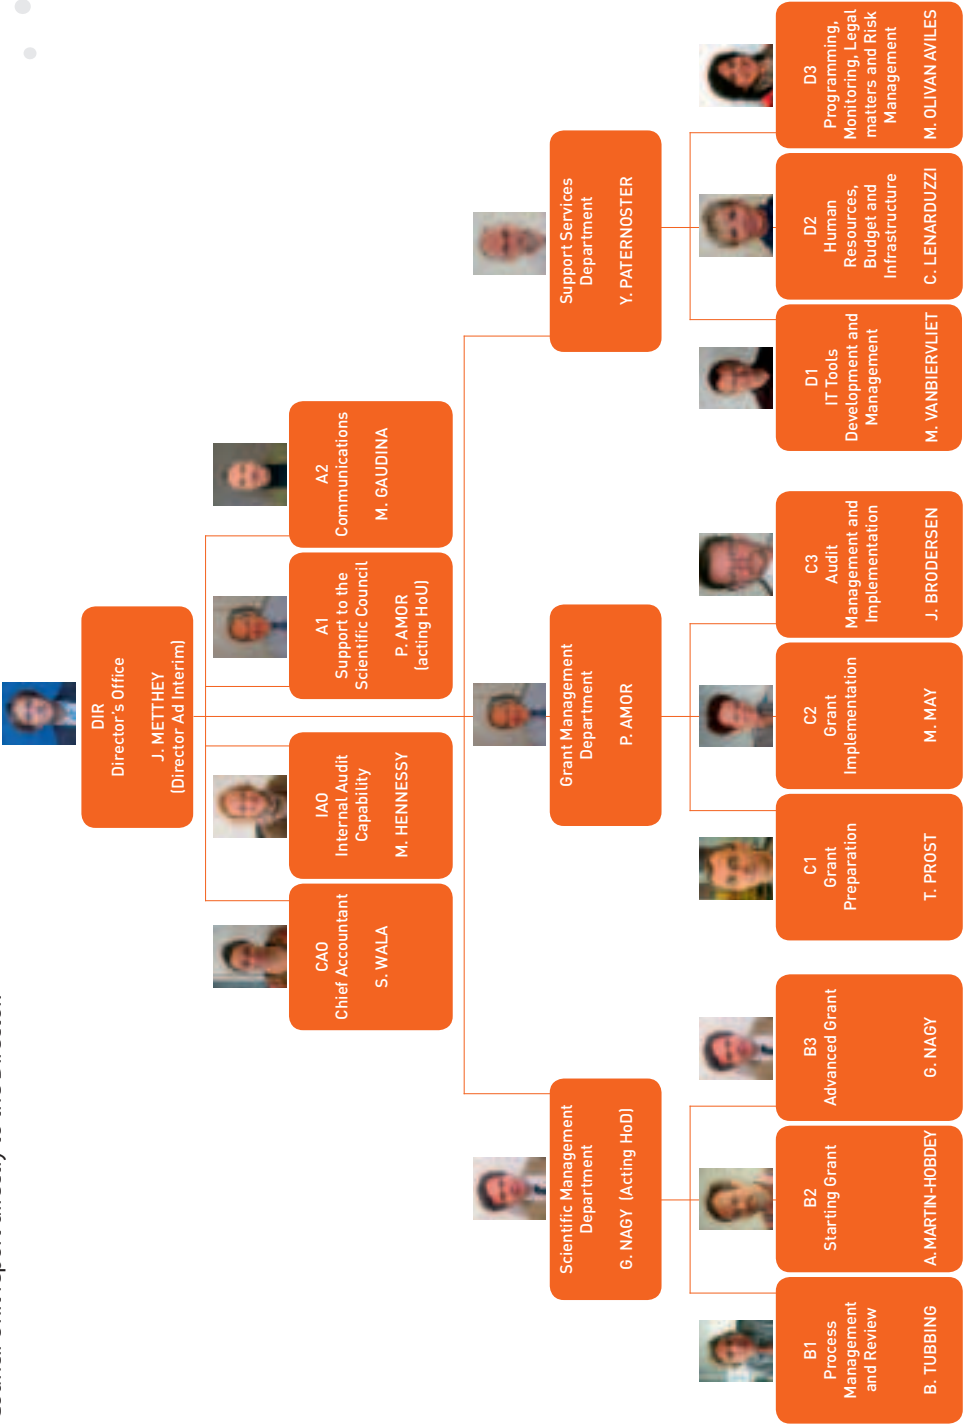 DIR
Director's Office
J. METTHEY
(Director Ad Interim)
CAO
Chief Accountant
S. WALA
IAO
Internal Audit
Capability
M. HENNESSY
A1
Support to the
Scientific Council
P. AMOR
(acting HoU)
A2
Communications
M. GAUDINA
Scientific Management
Department
G. NAGY (Acting HoD)
Grant Management
Department
P. AMOR
Support Services
Department
Y. PATERNOSTER
B1
Process
Management
and Review
B. TUBBING
B2
Starting Grant
A.MARTIN-HOBDEY
B3
Advanced Grant
G. NAGY
C1
Grant
Preparation
T. PROST
C2
Grant
Implementation
M. MAY
C3
Audit
Management and
Implementation
J. BRODERSEN
D1
IT Tools
Development and
Management
M. VANBIERVLIET
D2
Human
Resources,
Budget and
Infrastructure
C. LENARDUZZI
D3
Programming,
Monitoring, Legal
matters and Risk
Management
M. OLIVAN AVILES